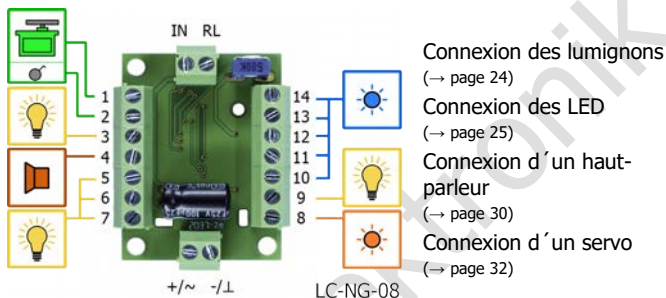 IN RL
1
2
3
4
5
6
7
14
13
12
11
10
9
8
+/~ -/⊥
LC-NG-08
Connexion des lumignons
(→ page 24)
Connexion des LED
(→ page 25)
Connexion d´un haut-
parleur
(→ page 30)
Connexion d´un servo
(→ page 32)